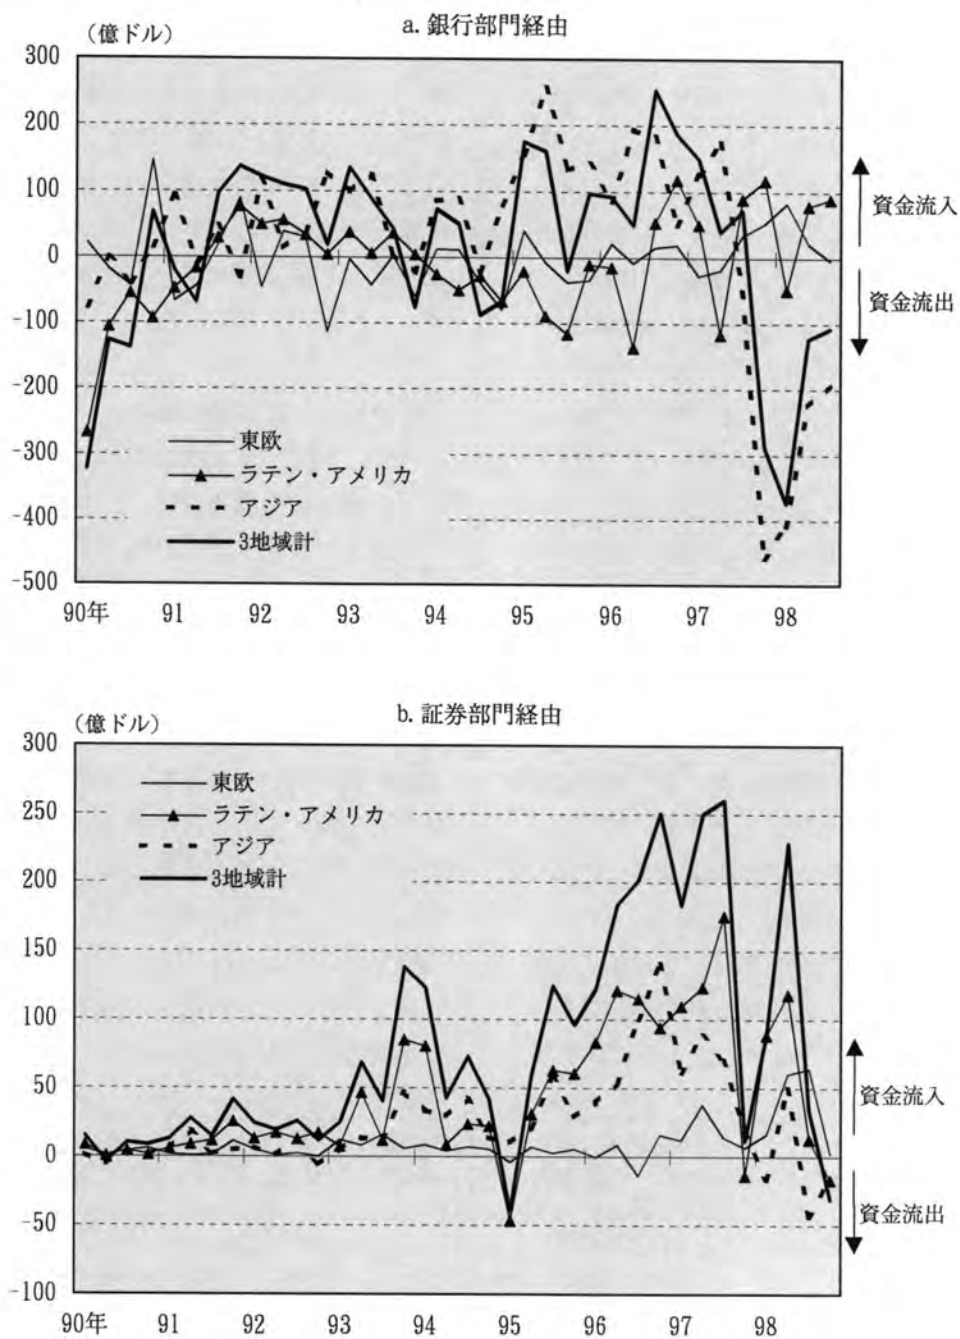 a. 銀行部門経由
（億ドル）
300
200
100
0
-100
-200
-300
-400
-500
資金流入
資金流出
東欧
ラテン・アメリカ
アジア
3地域計
90年 91 92 93 94 95 96 97 98
b. 証券部門経由
（億ドル）
300
250
200
150
100
50
0
-50
-100
東欧
ラテン・アメリカ
アジア
3地域計
資金流入
資金流出
90年 91 92 93 94 95 96 97 98